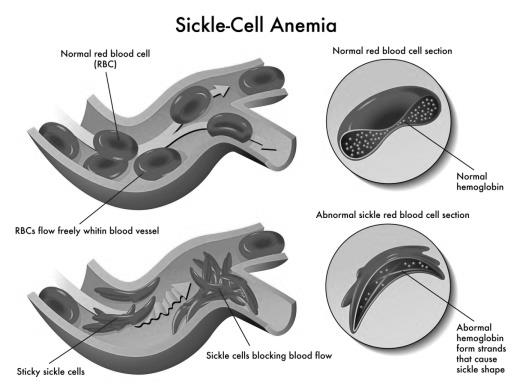 Sickle-Cell Anemia
Normal red blood cell
(RBC)
Normal red blood cell section
Normal
hemoglobin
RBCs flow freely whitin blood vessel
Abnormal sickle red blood cell section
Sticky sickle cells
Sickle cells blocking blood flow
Abormal
hemoglobin
form strands
that cause
sickle shape